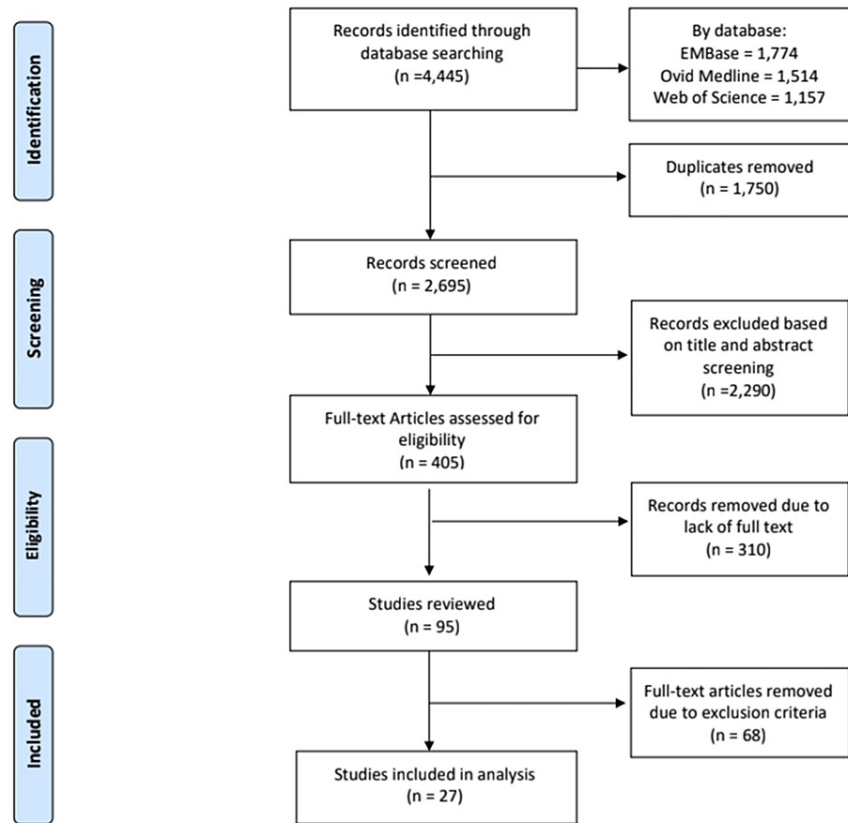 Identification
Records identified through
database searching
(n =4,445)
By database:
EMBase = 1,774
Ovid Medline = 1,514
Web of Science = 1,157
Duplicates removed
(n = 1,750)
Screening
Records screened
(n = 2,695)
Records excluded based
on title and abstract
screening
(n =2,290)
Full-text Articles assessed for
eligibility
(n = 405)
Eligibility
Records removed due to
lack of full text
(n = 310)
Studies reviewed
(n = 95)
Included
Full-text articles removed
due to exclusion criteria
(n = 68)
Studies included in analysis
(n = 27)